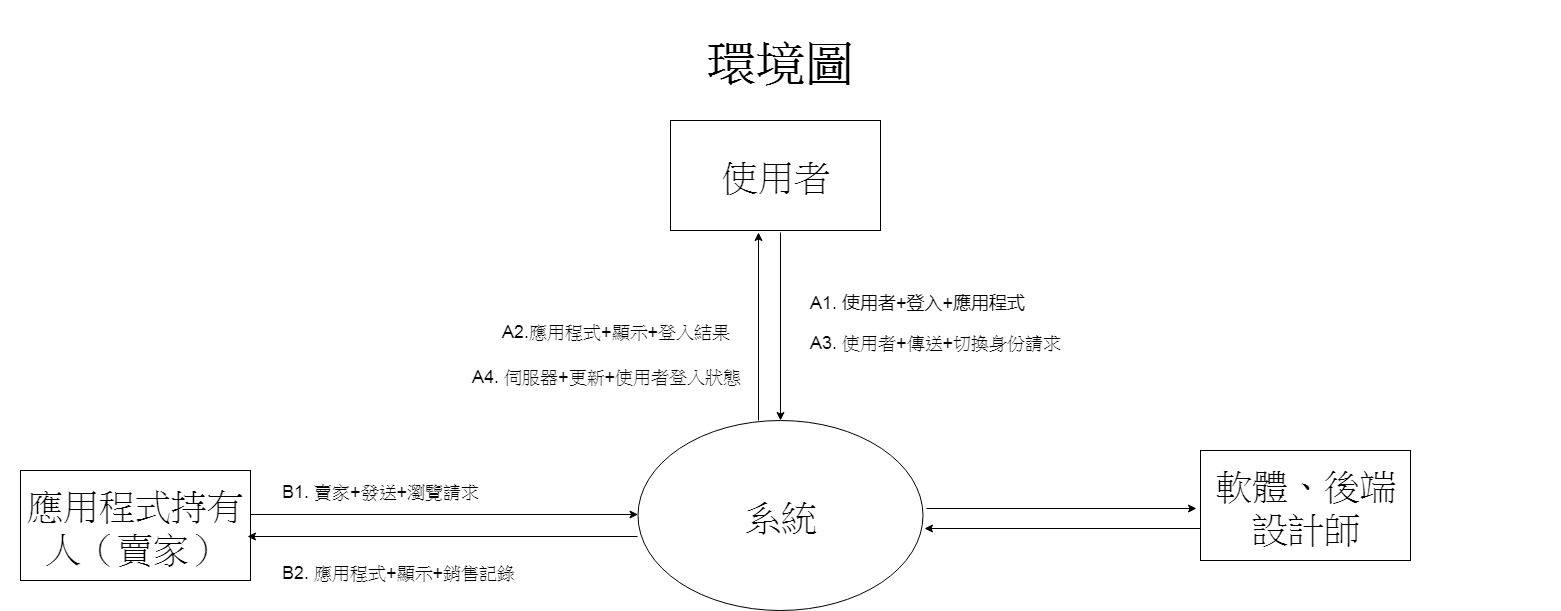 環境圖
使用者
A1. 使用者+登入+應用程式
A2.應用程式+顯示+登入結果
A3. 使用者+傳送+切換身份請求
A4. 伺服器+更新+使用者登入狀態
應用程式持有
人（賣家）
B1. 賣家+發送+瀏覽請求
B2. 應用程式+顯示+銷售記錄
系統
軟體、後端
設計師